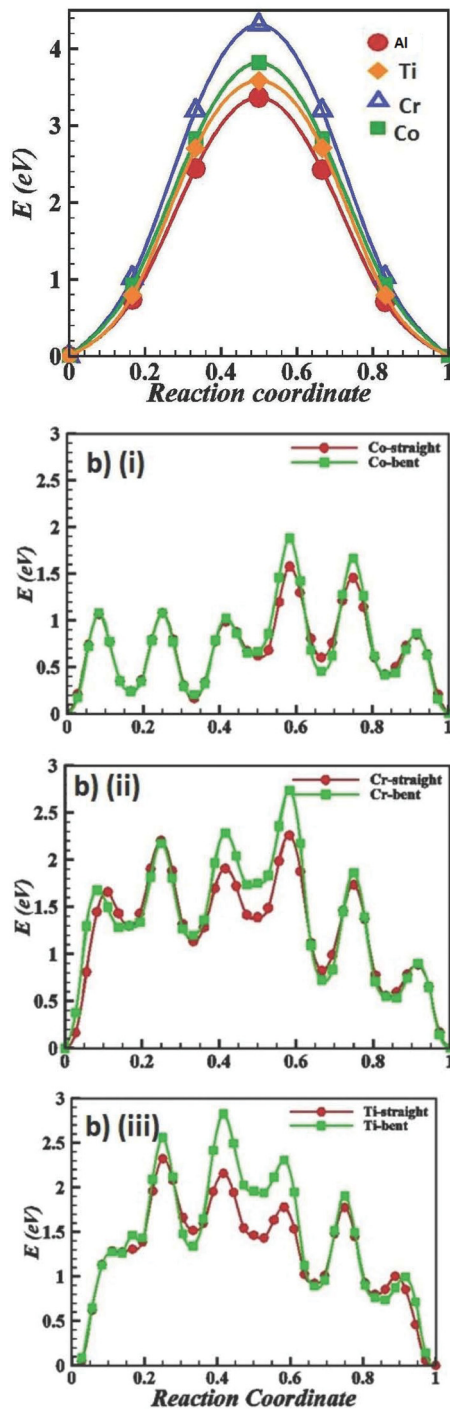 4
3
2
1
0
E (eV)
Al
Ti
Cr
Co
0 0.2 0.4 0.6 0.8 1
Reaction coordinate
3
2.5
2
1.5
1
0.5
0
E (eV)
b) (i)
Co-straight
Co-bent
0 0.2 0.4 0.6 0.8 1
3
2.5
2
1.5
1
0.5
0
E (eV)
b) (ii)
Cr-straight
Cr-bent
0 0.2 0.4 0.6 0.8 1
3
2.5
2
1.5
1
0.5
0
E (eV)
b) (iii)
Ti-straight
Ti-bent
0 0.2 0.4 0.6 0.8 1
Reaction Coordinate